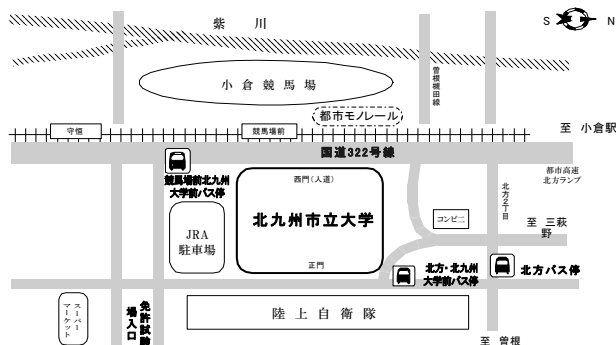 紫 川
S N
小 倉 競 馬 場
曽根横田線
都市モノレール
至 小倉駅
守恒
競馬場前
国道322号線
西門(人道)
都市高速
北方ランプ
競馬場前北九州
大学前バス停
北方2丁目
北九州市立大学
コンビニ
至 三萩
野
JRA
駐車場
正門
北方・北九州
大学前バス停
北方バス停
スーパー
マーケット
免許試験
場入口
陸 上 自 衛 隊
至 曽根